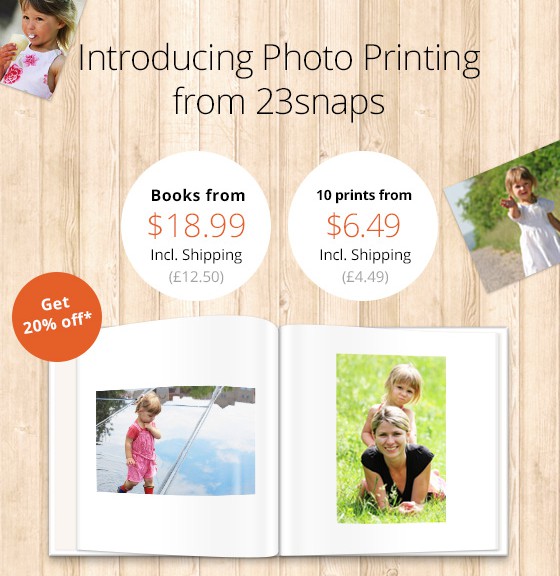 Introducing Photo Printing
from 23snaps
Books from
$18.99
Incl. Shipping
(£12.50)
10 prints from
$6.49
Incl. Shipping
(£4.49)
Get
20% off*